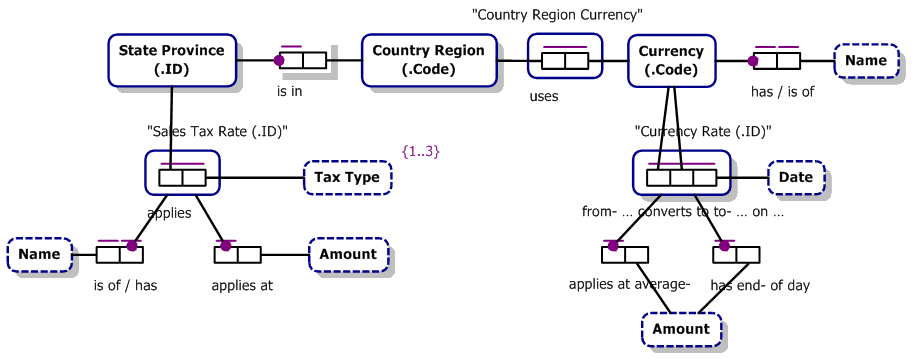 "Country Region Currency"
State Province
(.ID)
Country Region
(.Code)
Currency
(.Code)
Name
is in
uses
has / is of
"Sales Tax Rate (.ID)"
{1..3}
"Currency Rate (.ID)"
Tax Type
Date
applies
from- ... converts to to- ... on ...
Name
Amount
is of / has
applies at
applies at average-
has end- of day
Amount